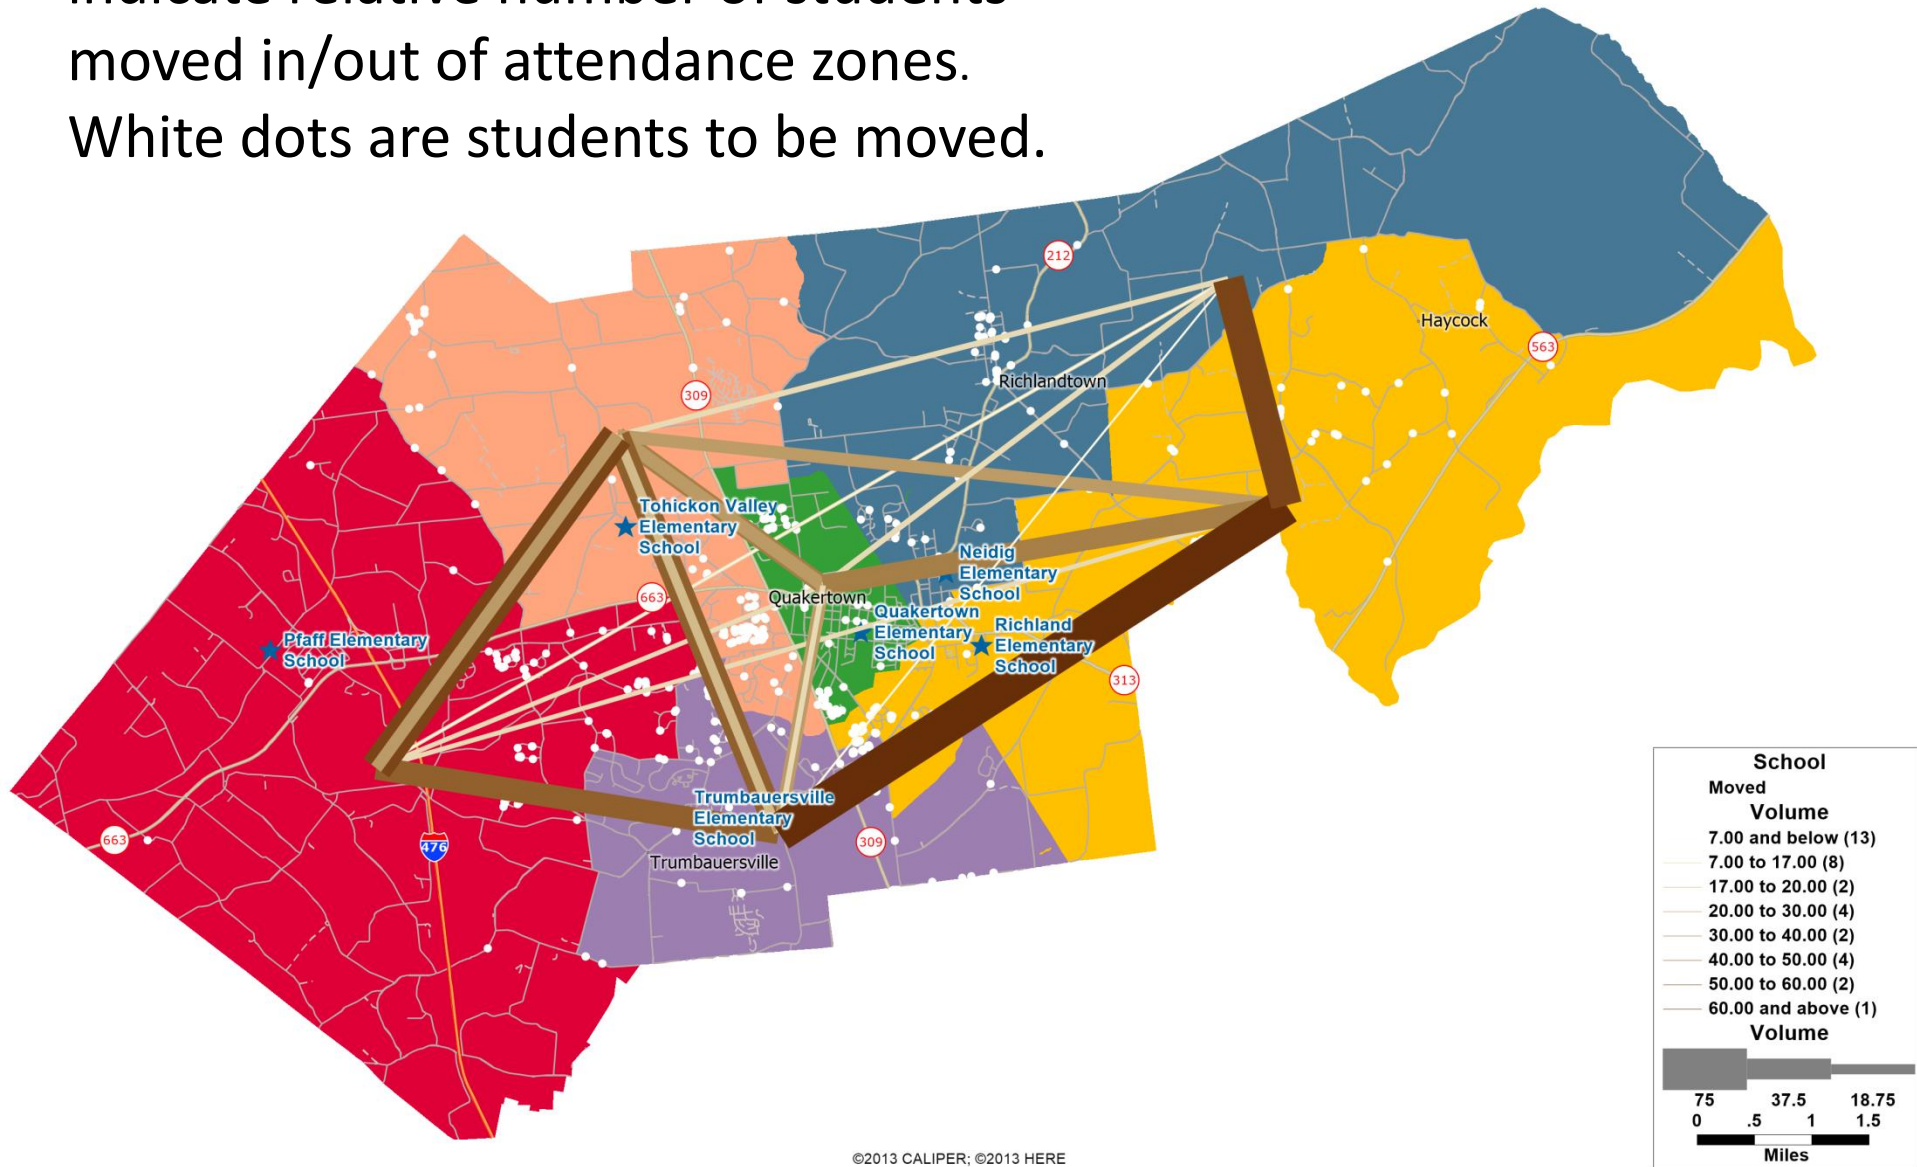 indicate relative number of students
moved in/out of attendance zones.
White dots are students to be moved.
212
Haycock
563
Richlandtown
309
Tohickon Valley
Elementary
School
Neidig
Elementary
School
663
Quakertown
Quakertown
Elementary
School
Richland
Elementary
School
Pfaff Elementary
School
313
Trumbauersville
Elementary
School
663
476
309
Trumbauersville
School
Moved
Volume
7.00 and below (13)
7.00 to 17.00 (8)
17.00 to 20.00 (2)
20.00 to 30.00 (4)
30.00 to 40.00 (2)
40.00 to 50.00 (4)
50.00 to 60.00 (2)
60.00 and above (1)
Volume
75 37.5 18.75
0 .5 1 1.5
Miles
©2013 CALIPER; ©2013 HERE